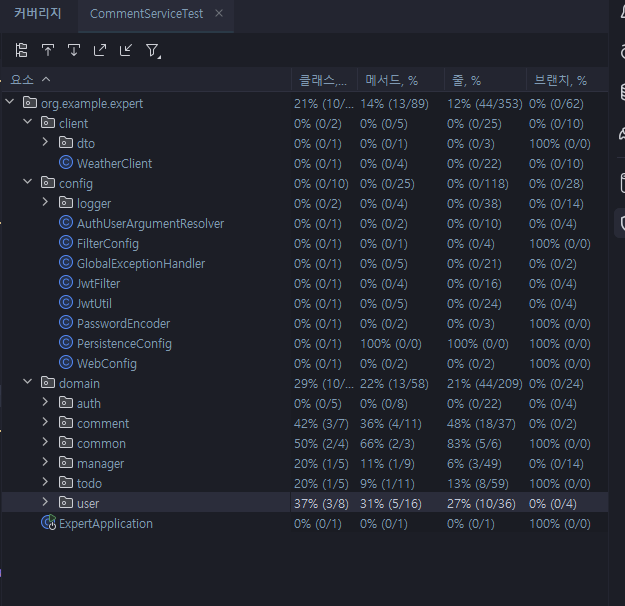 커버리지 CommentServiceTest
요소 클래스,... 메서드, % 줄, % 브랜치, %
org.example.expert 21% (10/... 14% (13/89) 12% (44/353) 0% (0/62)
client 0% (0/2) 0% (0/5) 0% (0/25) 0% (0/10)
dto 0% (0/1) 0% (0/1) 0% (0/3) 100% (0/0)
WeatherClient 0% (0/1) 0% (0/4) 0% (0/22) 0% (0/10)
config 0% (0/10) 0% (0/25) 0% (0/118) 0% (0/28)
logger 0% (0/2) 0% (0/4) 0% (0/38) 0% (0/14)
AuthUserArgumentResolver 0% (0/1) 0% (0/2) 0% (0/10) 0% (0/4)
FilterConfig 0% (0/1) 0% (0/1) 0% (0/4) 100% (0/0)
GlobalExceptionHandler 0% (0/1) 0% (0/5) 0% (0/21) 0% (0/2)
JwtFilter 0% (0/1) 0% (0/4) 0% (0/16) 0% (0/4)
JwtUtil 0% (0/1) 0% (0/5) 0% (0/24) 0% (0/4)
PasswordEncoder 0% (0/1) 0% (0/2) 0% (0/3) 100% (0/0)
PersistenceConfig 0% (0/1) 100% (0/0) 100% (0/0) 100% (0/0)
WebConfig 0% (0/1) 0% (0/2) 0% (0/2) 100% (0/0)
domain 29% (10/... 22% (13/58) 21% (44/209) 0% (0/24)
auth 0% (0/5) 0% (0/8) 0% (0/22) 0% (0/4)
comment 42% (3/7) 36% (4/11) 48% (18/37) 0% (0/2)
common 50% (2/4) 66% (2/3) 83% (5/6) 100% (0/0)
manager 20% (1/5) 11% (1/9) 6% (3/49) 0% (0/14)
todo 20% (1/5) 9% (1/11) 13% (8/59) 0% (0/0)
user 37% (3/8) 31% (5/16) 27% (10/36) 0% (0/4)
ExpertApplication 0% (0/1) 0% (0/1) 0% (0/1) 100% (0/0)